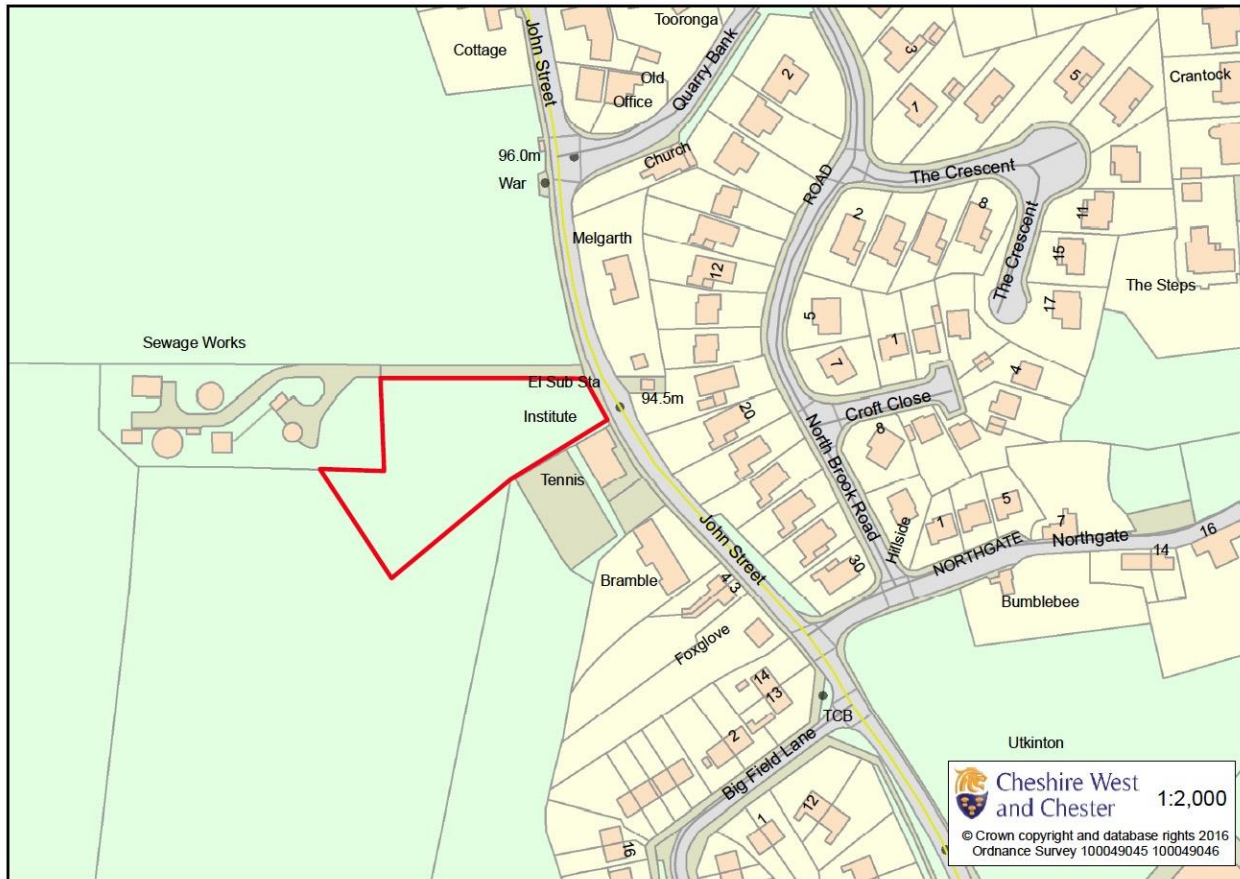 Tooronga
Cottage
John Street
Old
Office
Quarry Bank
2
3
1
5
Crantock
96.0m
War
Church
ROAD
The Crescent
Melgarth
12
2
8
The Crescent
11
15
17
The Steps
Sewage Works
5
7
1
4
El Sub Sta
94.5m
Institute
20
Croft Close
8
North Brook Road
Tennis
John Street
Hillside
1
5
7
NORTHGATE
Northgate
14
16
30
Bramble
4
3
Bumblebee
Foxglove
14
13
TCB
2
Big Field Lane
Utkinton
1
12
16
Cheshire West
and Chester
1:2,000
© Crown copyright and database rights 2016
Ordnance Survey 100049045 100049046